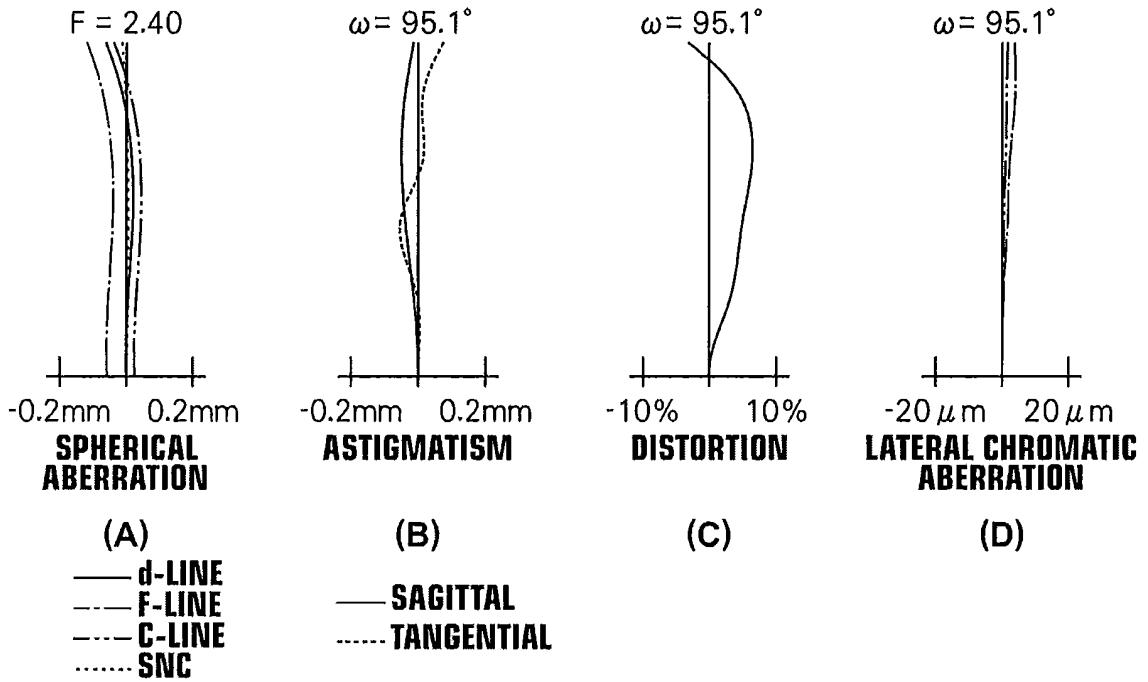 F = 2.40
ω = 95.1°
ω = 95.1°
ω = 95.1°
-0.2mm 0.2mm
-0.2mm 0.2mm
-10% 10%
-20 μm 20 μm
SPHERICAL
ABERRATION
ASTIGMATISM
DISTORTION
LATERAL CHROMATIC
ABERRATION
(A)
(B)
(C)
(D)
d-LINE
F-LINE
C-LINE
SNC
SAGITTAL
TANGENTIAL